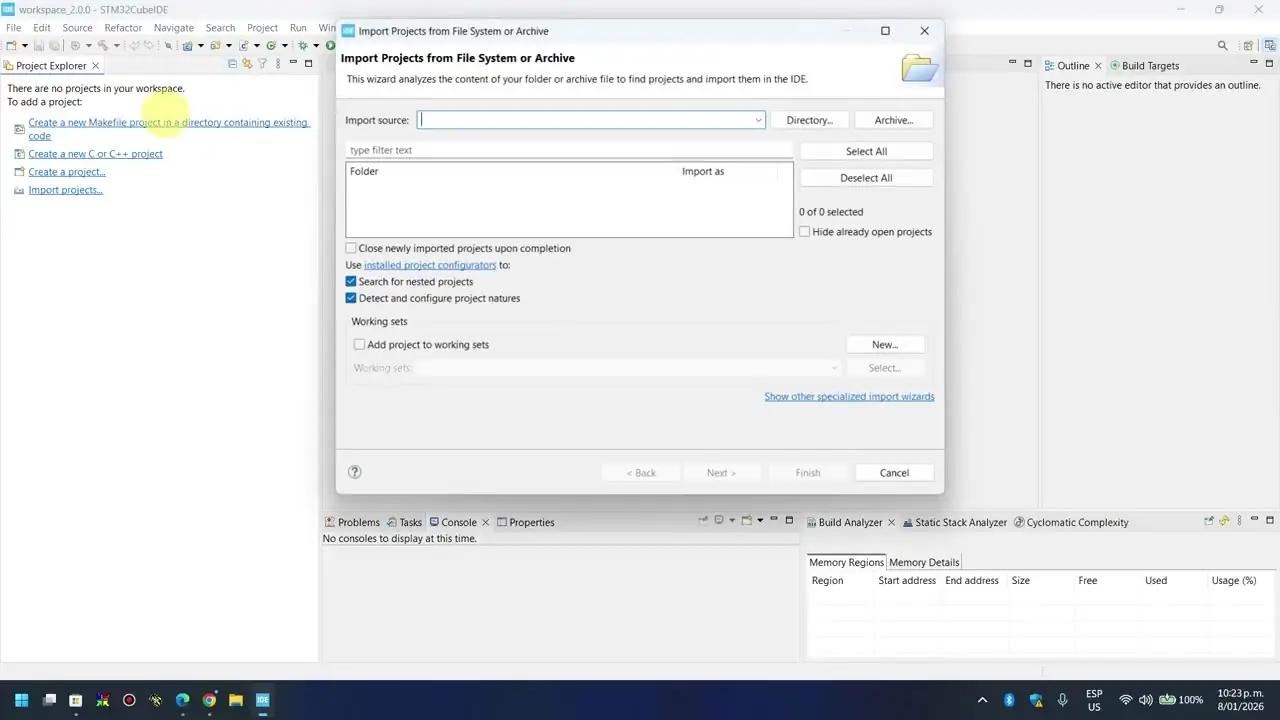 workspace_2.0.0 - STM32CubeIDE
File Edit Source Refactor Navigate Search Project Run Win
Project Explorer
There are no projects in your workspace.
To add a project:
Create a new Makefile project in a directory containing existing
code
Create a new C or C++ project
Create a project...
Import projects...
IDE Import Projects from File System or Archive
Import Projects from File System or Archive
This wizard analyzes the content of your folder or archive file to find projects and import them in the IDE.
Import source: Directory... Archive...
type filter text
Select All
Folder Import as
Deselect All
0 of 0 selected
Hide already open projects
Close newly imported projects upon completion
Use installed project configurators to:
Search for nested projects
Detect and configure project natures
Working sets
Add project to working sets New...
Working sets: Select...
Show other specialized import wizards
? < Back Next > Finish Cancel
Outline Build Targets
There is no active editor that provides an outline.
Problems Tasks Console Properties
No consoles to display at this time.
Build Analyzer Static Stack Analyzer Cyclomatic Complexity
Memory Regions Memory Details
Region Start address End address Size Free Used Usage (%)
IDE
ESP
US
100%
10:23 p.m.
8/01/2026